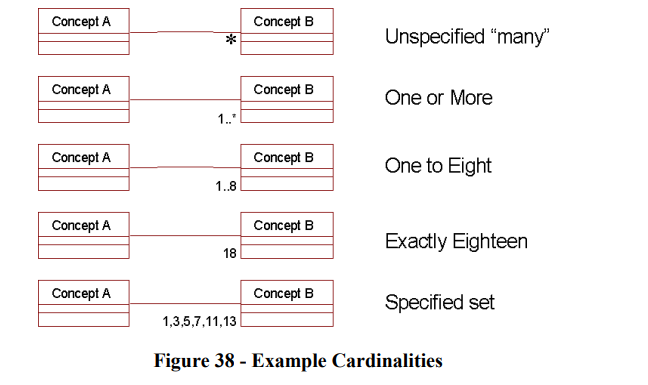 Concept A Concept B
* Unspecified “many”
Concept A Concept B
1..* One or More
Concept A Concept B
1..8 One to Eight
Concept A Concept B
18 Exactly Eighteen
Concept A Concept B
1,3,5,7,11,13 Specified set
Figure 38 - Example Cardinalities